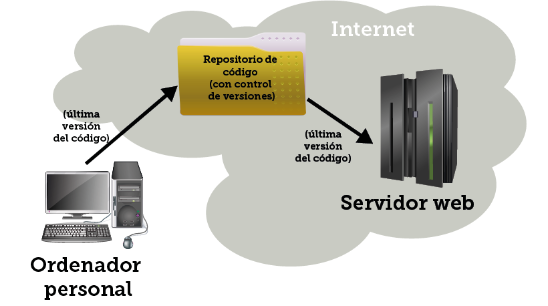 Internet
Repositorio de
código
(con control
de versiones)
(última
versión
del código)
(última
versión
del código)
Servidor web
Ordenador
personal